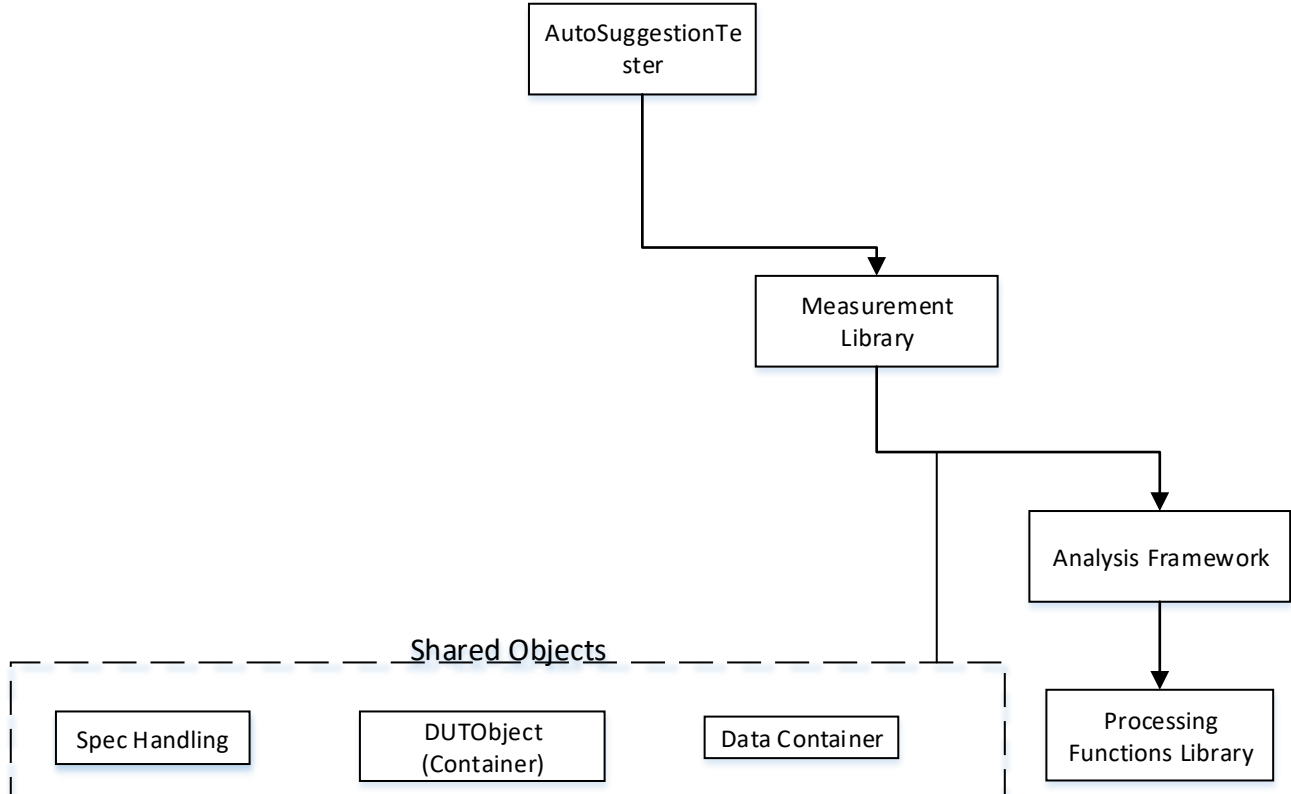 AutoSuggestionTe
ster
Measurement
Library
Analysis Framework
Shared Objects
Spec Handling
DUTObject
(Container)
Data Container
Processing
Functions Library